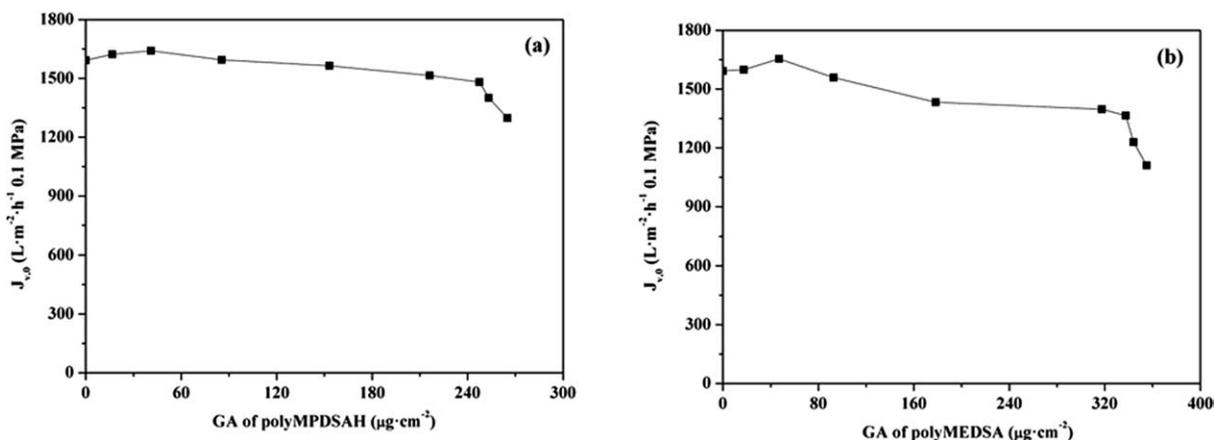 1800
1500
1200
900
600
300
0
J_v,0 (L·m⁻²·h⁻¹ 0.1 MPa)
(a)
0 60 120 180 240 300
GA of polyMPDSAH (μg·cm⁻²)
1800
1500
1200
900
600
300
0
J_v,0 (L·m⁻²·h⁻¹ 0.1 MPa)
(b)
0 80 160 240 320 400
GA of polyMEDSA (μg·cm⁻²)